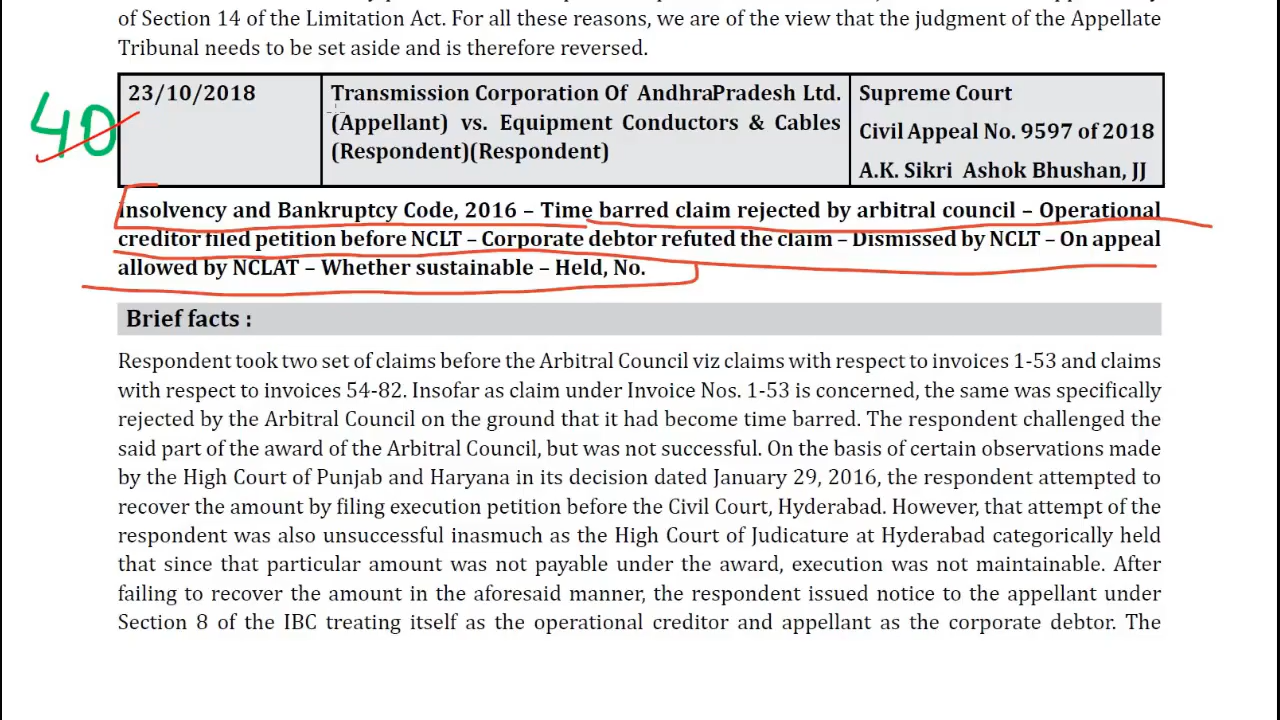 of Section 14 of the Limitation Act. For all these reasons, we are of the view that the judgment of the Appellate
Tribunal needs to be set aside and is therefore reversed.
40
23/10/2018
Transmission Corporation Of AndhraPradesh Ltd.
(Appellant) vs. Equipment Conductors & Cables
(Respondent)(Respondent)
Supreme Court
Civil Appeal No. 9597 of 2018
A.K. Sikri Ashok Bhushan, JJ
Insolvency and Bankruptcy Code, 2016 – Time barred claim rejected by arbitral council – Operational
creditor filed petition before NCLT – Corporate debtor refuted the claim – Dismissed by NCLT – On appeal
allowed by NCLAT – Whether sustainable – Held, No.
Brief facts :
Respondent took two set of claims before the Arbitral Council viz claims with respect to invoices 1-53 and claims
with respect to invoices 54-82. Insofar as claim under Invoice Nos. 1-53 is concerned, the same was specifically
rejected by the Arbitral Council on the ground that it had become time barred. The respondent challenged the
said part of the award of the Arbitral Council, but was not successful. On the basis of certain observations made
by the High Court of Punjab and Haryana in its decision dated January 29, 2016, the respondent attempted to
recover the amount by filing execution petition before the Civil Court, Hyderabad. However, that attempt of the
respondent was also unsuccessful inasmuch as the High Court of Judicature at Hyderabad categorically held
that since that particular amount was not payable under the award, execution was not maintainable. After
failing to recover the amount in the aforesaid manner, the respondent issued notice to the appellant under
Section 8 of the IBC treating itself as the operational creditor and appellant as the corporate debtor. The